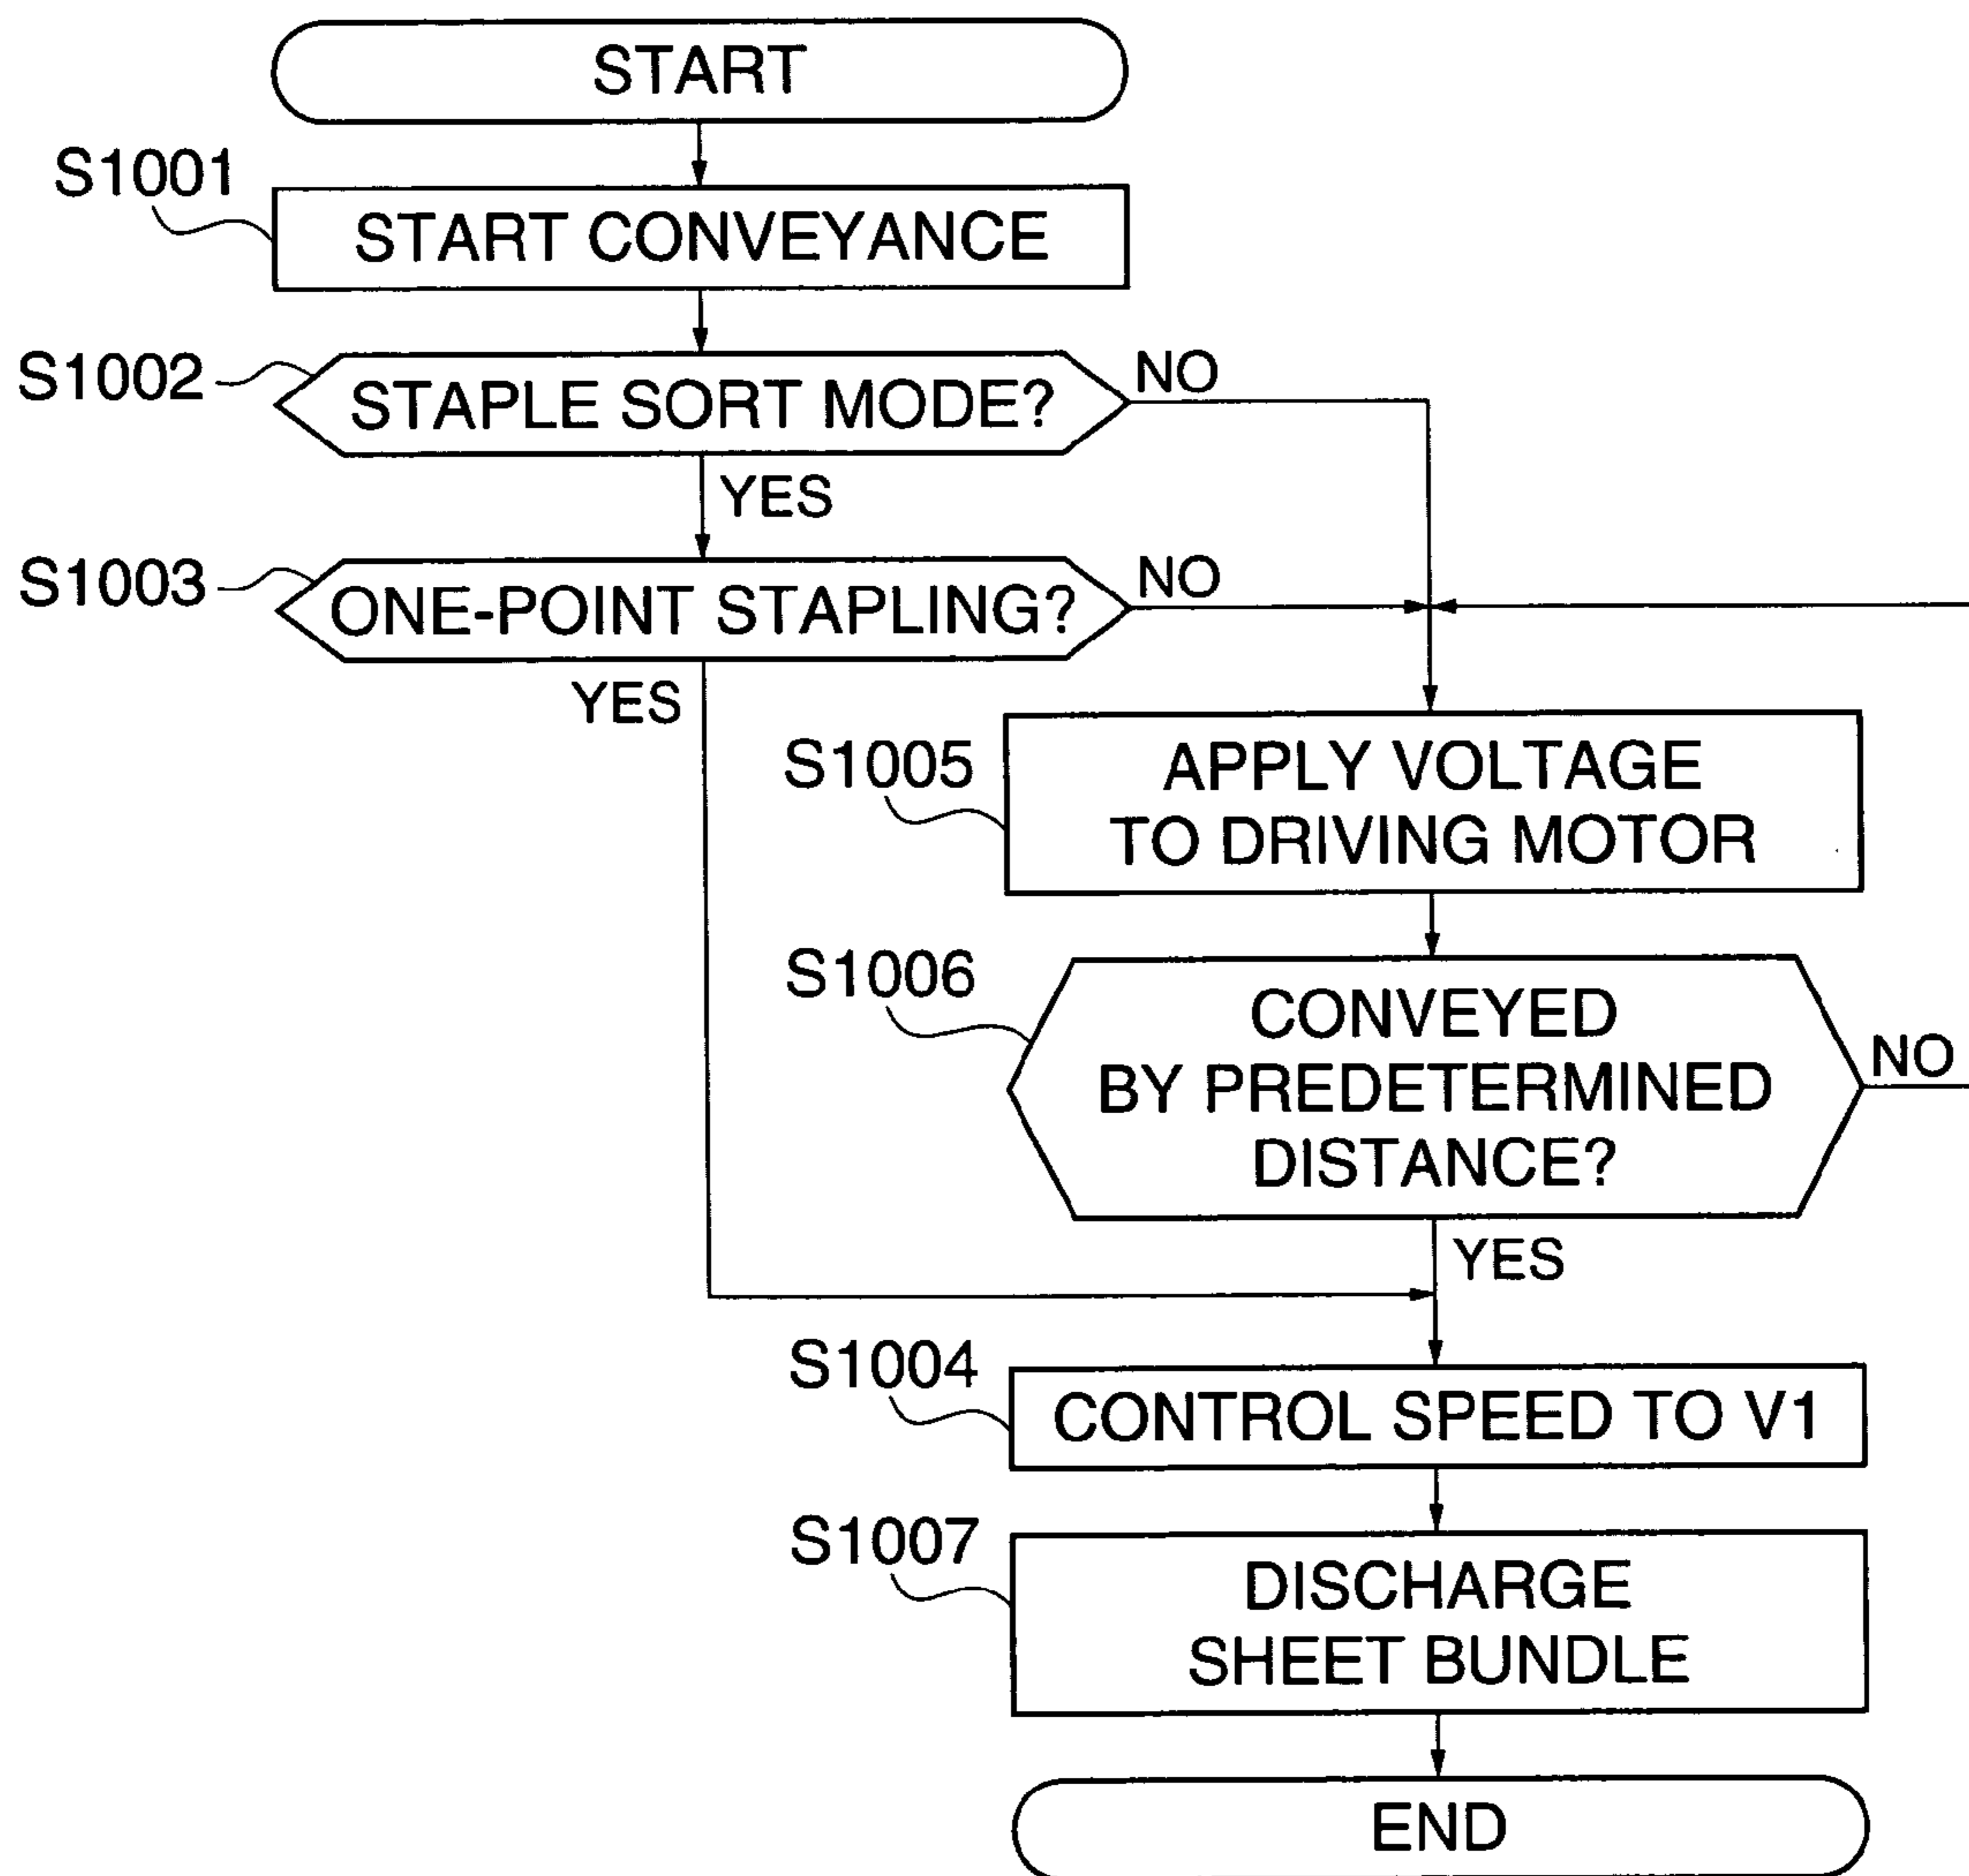 START
S1001
START CONVEYANCE
S1002
STAPLE SORT MODE?
NO
YES
S1003
ONE-POINT STAPLING?
NO
YES
S1005
APPLY VOLTAGE
TO DRIVING MOTOR
S1006
CONVEYED
BY PREDETERMINED
DISTANCE?
NO
YES
S1004
CONTROL SPEED TO V1
S1007
DISCHARGE
SHEET BUNDLE
END